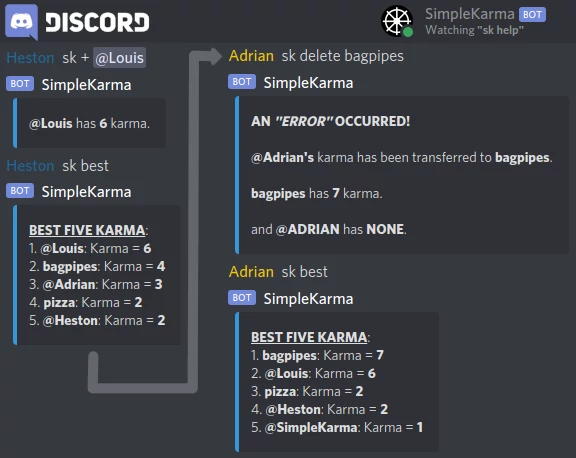 DISCORD
SimpleKarma BOT
Watching "sk help"
Heston sk + @Louis
BOT SimpleKarma
@Louis has 6 karma.
Heston sk best
BOT SimpleKarma
BEST FIVE KARMA:
1. @Louis: Karma = 6
2. bagpipes: Karma = 4
3. @Adrian: Karma = 3
4. pizza: Karma = 2
5. @Heston: Karma = 2
Adrian sk delete bagpipes
BOT SimpleKarma
AN "ERROR" OCCURRED!
@Adrian's karma has been transferred to bagpipes.
bagpipes has 7 karma.
and @ADRIAN has NONE.
Adrian sk best
BOT SimpleKarma
BEST FIVE KARMA:
1. bagpipes: Karma = 7
2. @Louis: Karma = 6
3. pizza: Karma = 2
4. @Heston: Karma = 2
5. @SimpleKarma: Karma = 1